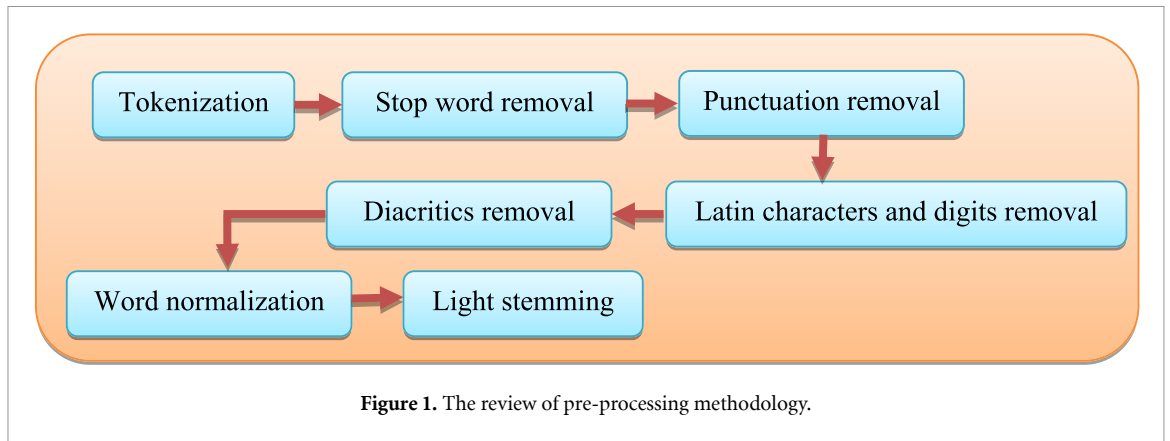 Tokenization
Stop word removal
Punctuation removal
Latin characters and digits removal
Diacritics removal
Word normalization
Light stemming
Figure 1. The review of pre-processing methodology.